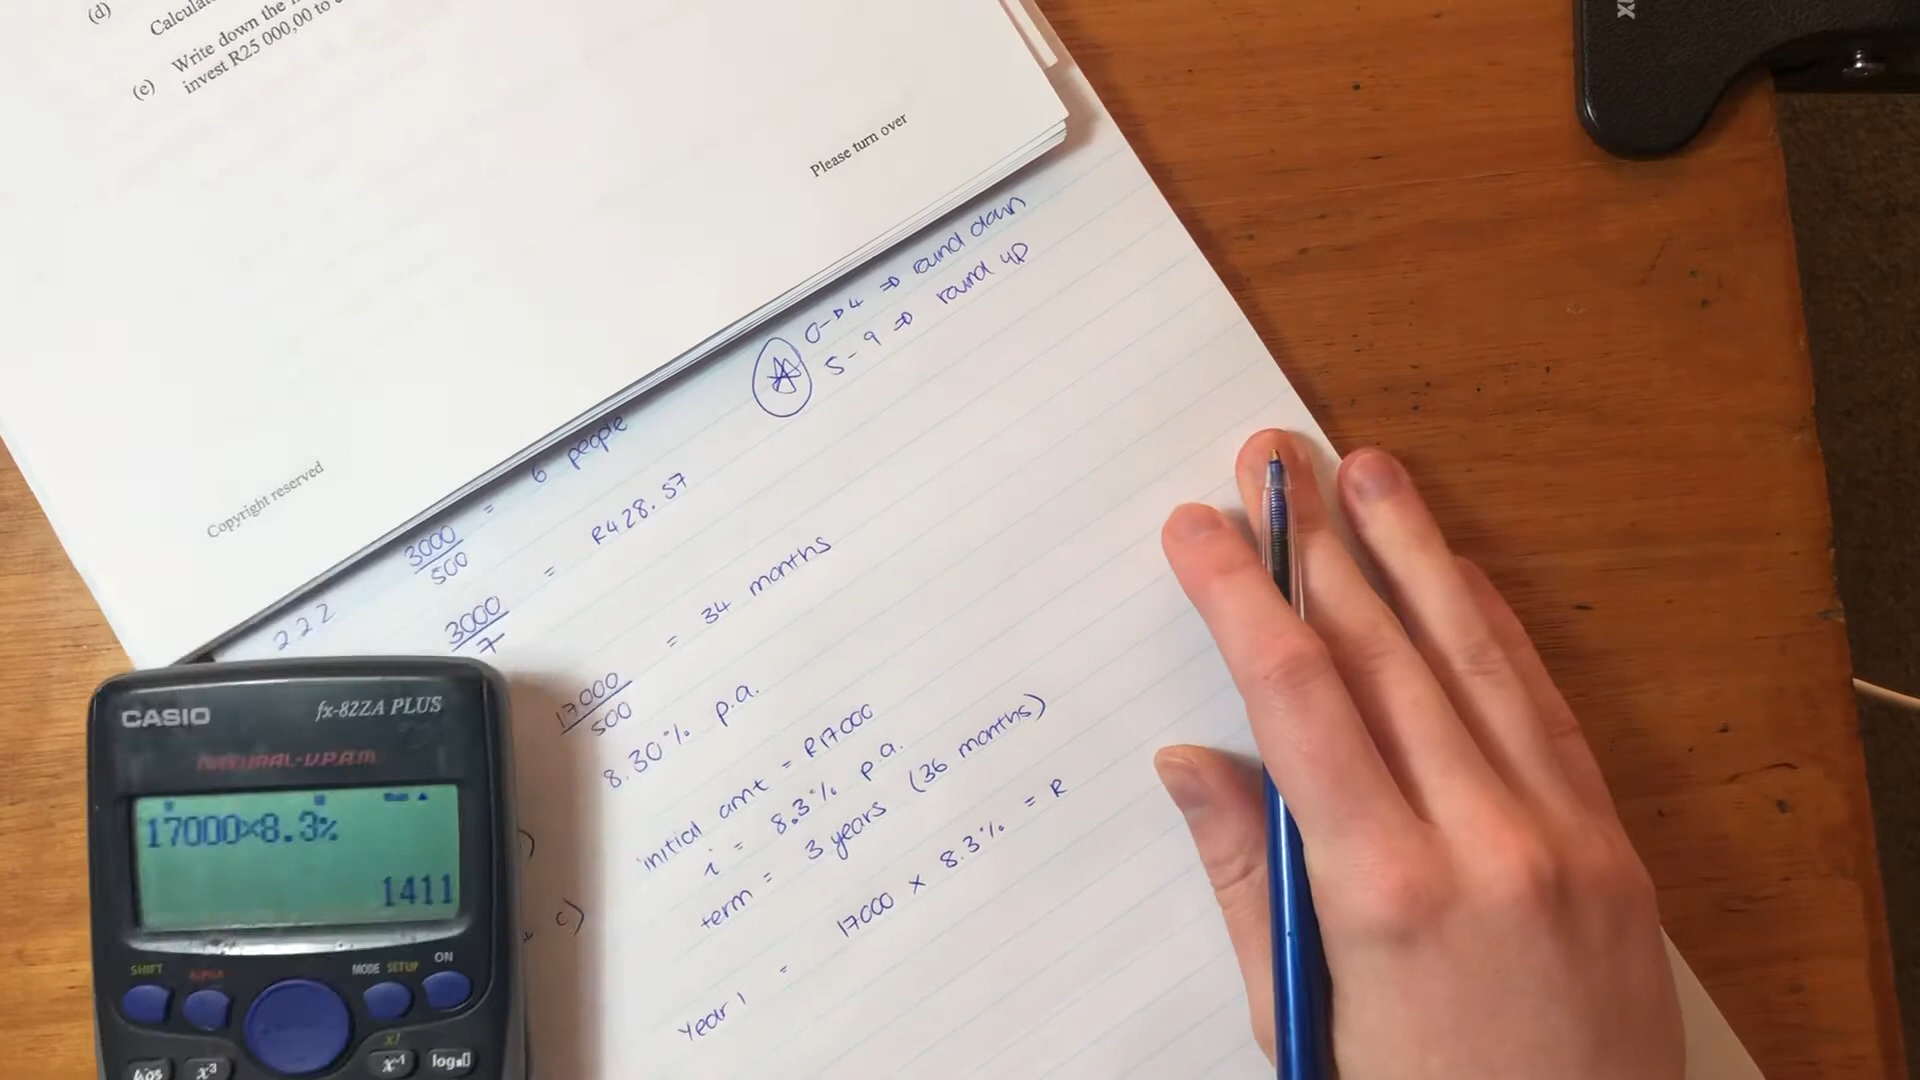 (d)
Calculat
(e) Write down the
invest R25 000,00 to
Please turn over
Copyright reserved
0→4 ⇒ round down
5-9 ⇒ round up
222
3000/500 = 6 people
3000/7 = R428.57
17000/500 = 34 months
8.30% p.a.
initial amt = R17000
i = 8.3% p.a.
term = 3 years (36 months)
c)
Year 1 = 17000 × 8.3% = R
CASIO fx-82ZA PLUS
NATURAL-V.P.A.M.
17000×8.3%
1411
SHIFT ALPHA MODE SETUP ON
Abs x³ x⁻¹ log
x!